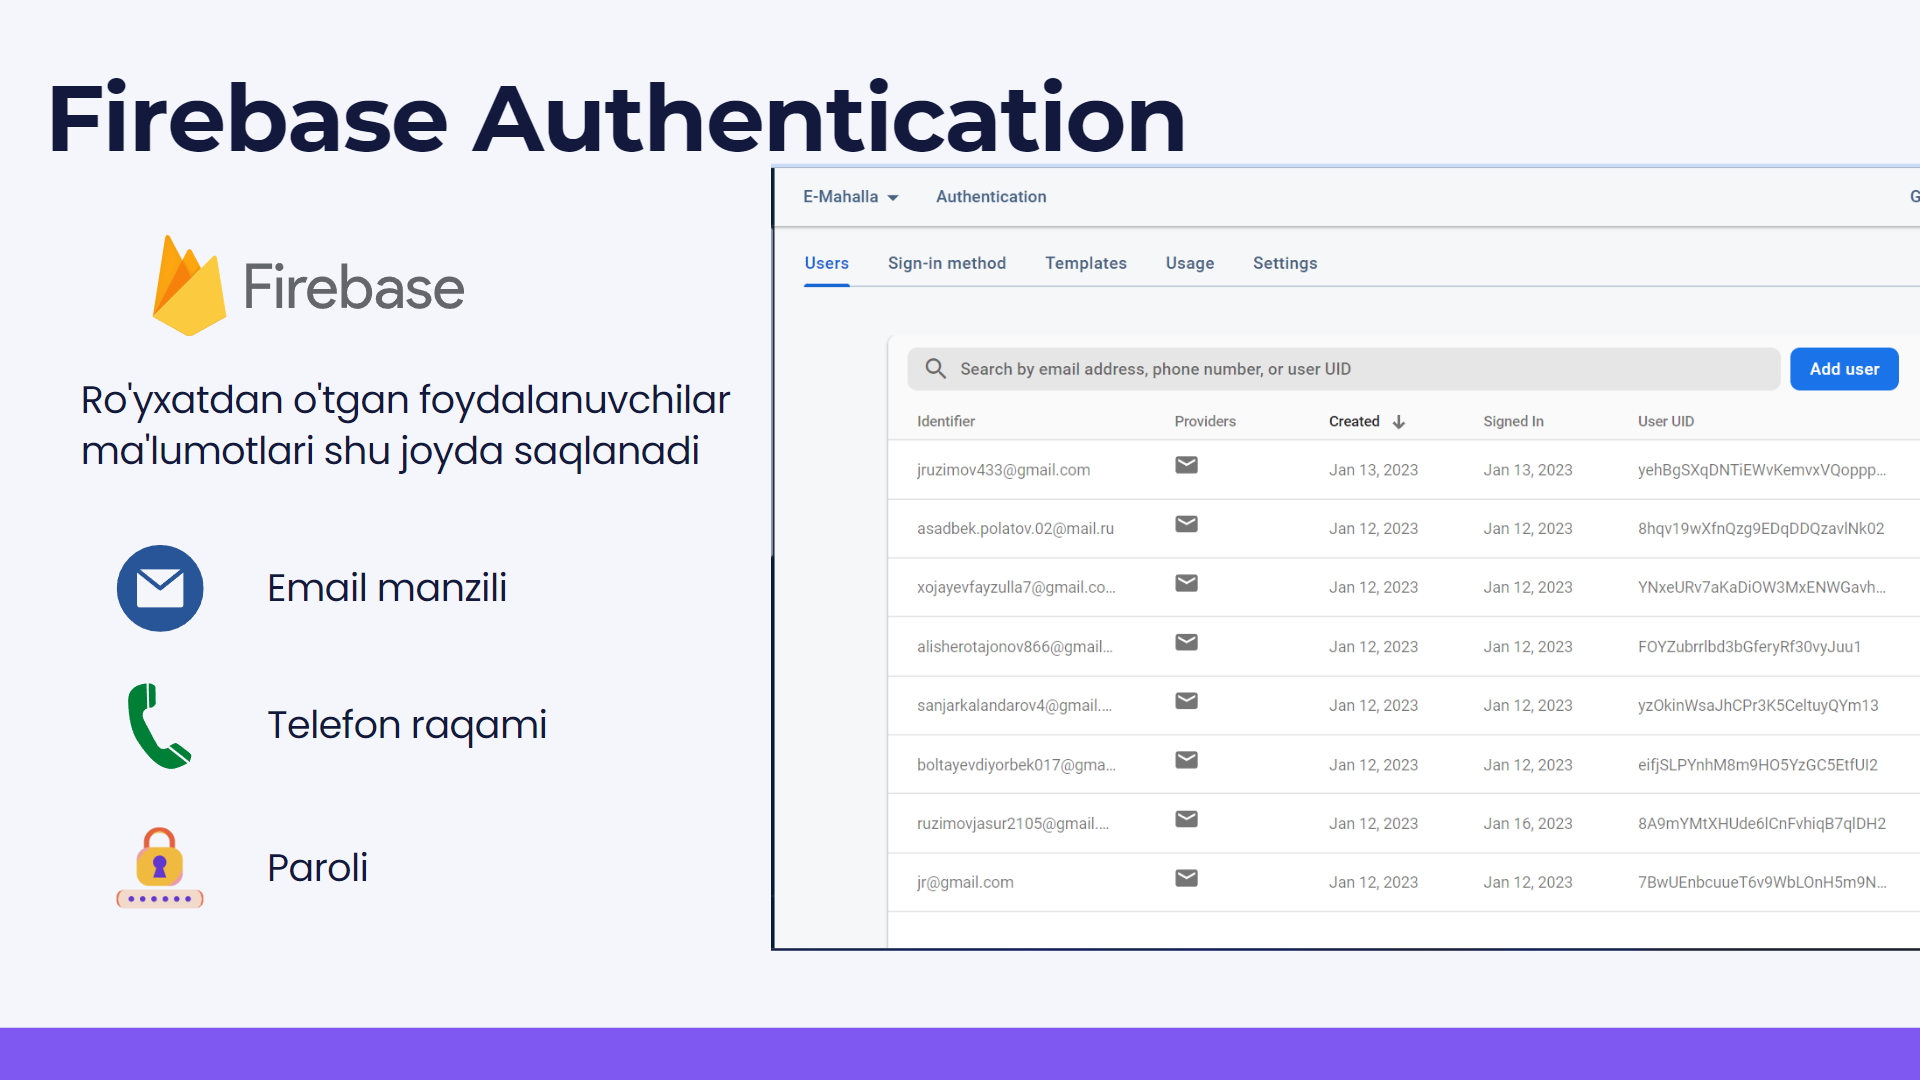 Firebase Authentication
Firebase
Ro'yxatdan o'tgan foydalanuvchilar
ma'lumotlari shu joyda saqlanadi
Email manzili
Telefon raqami
Paroli
E-Mahalla Authentication G
Users Sign-in method Templates Usage Settings
Search by email address, phone number, or user UID Add user
Identifier Providers Created Signed In User UID
jruzimov433@gmail.com Jan 13, 2023 Jan 13, 2023 yehBgSXqDNTiEWvKemvxVQoppp...
asadbek.polatov.02@mail.ru Jan 12, 2023 Jan 12, 2023 8hqv19wXfnQzg9EDqDDQzavlNk02
xojayevfayzulla7@gmail.co... Jan 12, 2023 Jan 12, 2023 YNxeURv7aKaDiOW3MxENWGavh...
alisherotajonov866@gmail... Jan 12, 2023 Jan 12, 2023 FOYZubrrlbd3bGferyRf30vyJuu1
sanjarkalandarov4@gmail.... Jan 12, 2023 Jan 12, 2023 yzOkinWsaJhCPr3K5CeltuyQYm13
boltayevdiyorbek017@gma... Jan 12, 2023 Jan 12, 2023 eifjSLPYnhM8m9HO5YzGC5EtfUI2
ruzimovjasur2105@gmail.... Jan 12, 2023 Jan 16, 2023 8A9mYMtXHUde6lCnFvhiqB7qlDH2
jr@gmail.com Jan 12, 2023 Jan 12, 2023 7BwUEnbcuueT6v9WbLOnH5m9N...